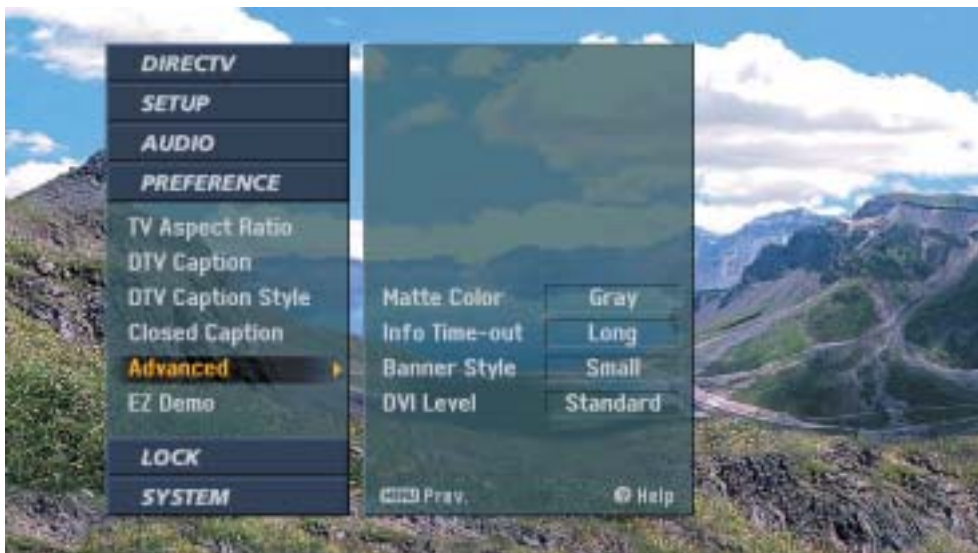 DIRECTV
SETUP
AUDIO
PREFERENCE
TV Aspect Ratio
DTV Caption
DTV Caption Style
Closed Caption
Advanced
EZ Demo
LOCK
SYSTEM
Matte Color Gray
Info Time-out Long
Banner Style Small
DVI Level Standard
MENU Prev. ? Help